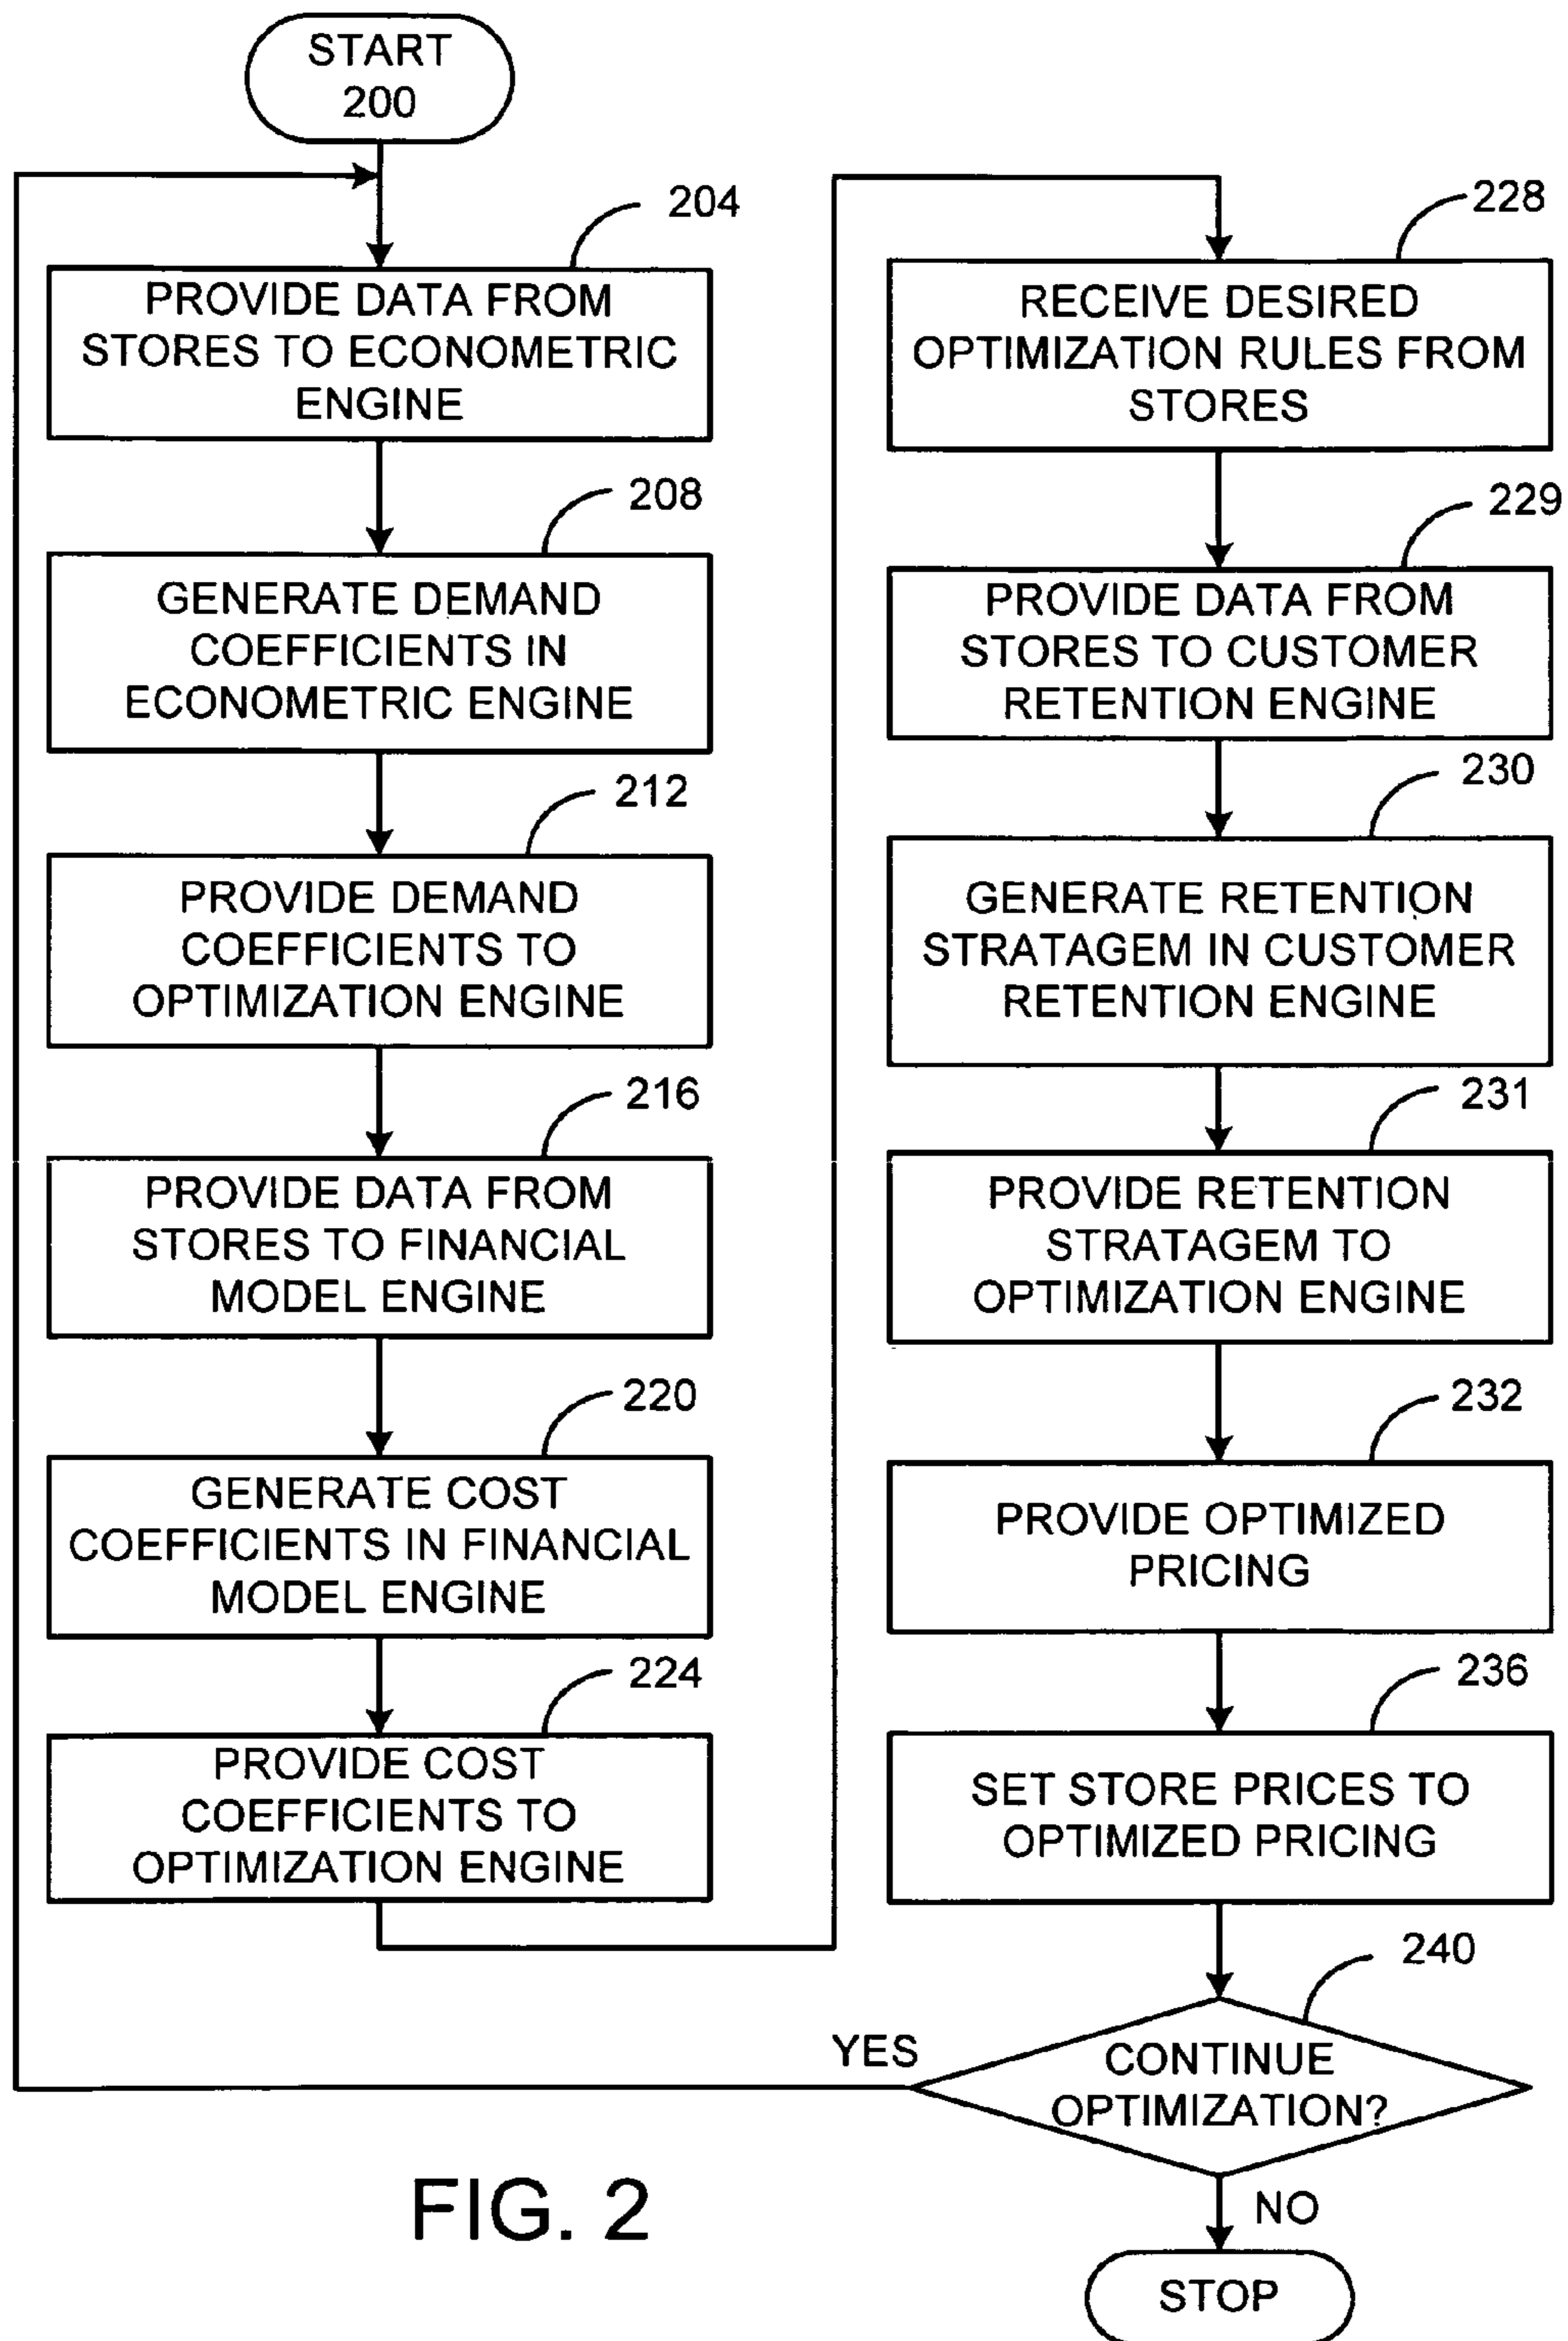 START
200
204
PROVIDE DATA FROM
STORES TO ECONOMETRIC
ENGINE
208
GENERATE DEMAND
COEFFICIENTS IN
ECONOMETRIC ENGINE
212
PROVIDE DEMAND
COEFFICIENTS TO
OPTIMIZATION ENGINE
216
PROVIDE DATA FROM
STORES TO FINANCIAL
MODEL ENGINE
220
GENERATE COST
COEFFICIENTS IN FINANCIAL
MODEL ENGINE
224
PROVIDE COST
COEFFICIENTS TO
OPTIMIZATION ENGINE
228
RECEIVE DESIRED
OPTIMIZATION RULES FROM
STORES
229
PROVIDE DATA FROM
STORES TO CUSTOMER
RETENTION ENGINE
230
GENERATE RETENTION
STRATAGEM IN CUSTOMER
RETENTION ENGINE
231
PROVIDE RETENTION
STRATAGEM TO
OPTIMIZATION ENGINE
232
PROVIDE OPTIMIZED
PRICING
236
SET STORE PRICES TO
OPTIMIZED PRICING
240
YES
CONTINUE
OPTIMIZATION?
NO
STOP
FIG. 2